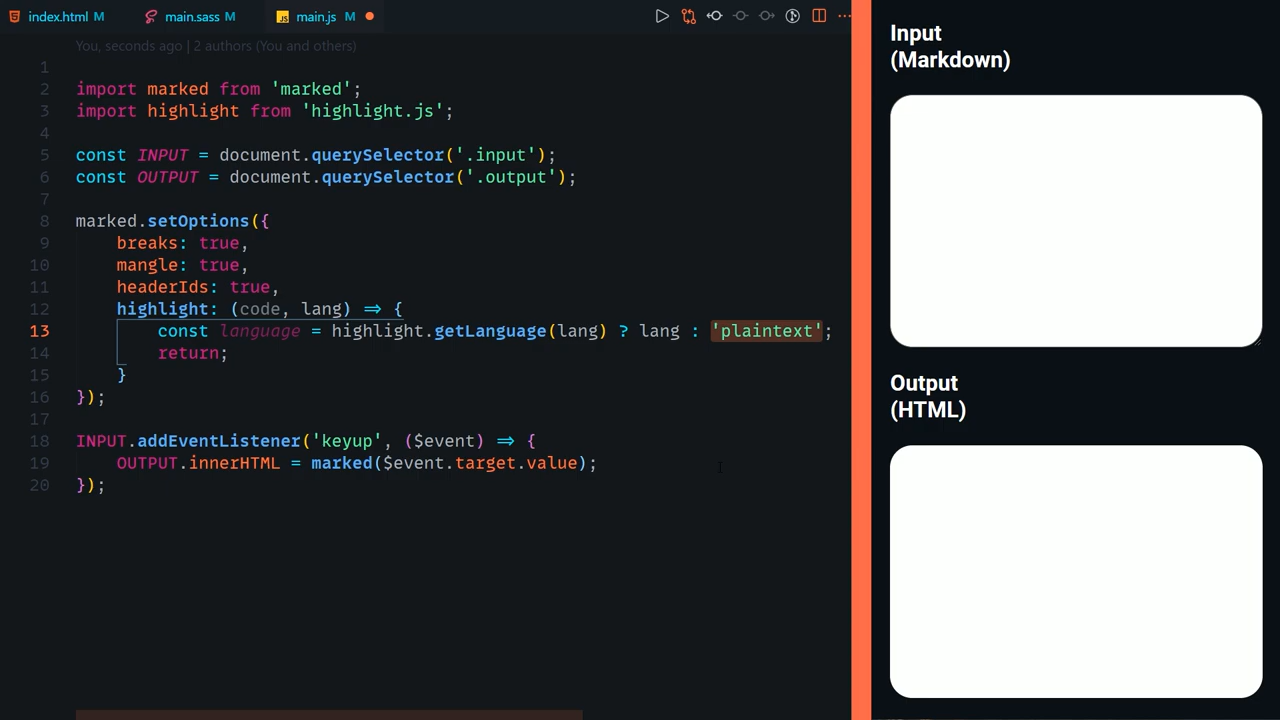 index.html M main.sass M main.js M
You, seconds ago | 2 authors (You and others)
1
2 import marked from 'marked';
3 import highlight from 'highlight.js';
4
5 const INPUT = document.querySelector('.input');
6 const OUTPUT = document.querySelector('.output');
7
8 marked.setOptions({
9 breaks: true,
10 mangle: true,
11 headerIds: true,
12 highlight: (code, lang) => {
13 const language = highlight.getLanguage(lang) ? lang : 'plaintext';
14 return;
15 }
16 });
17
18 INPUT.addEventListener('keyup', ($event) => {
19 OUTPUT.innerHTML = marked($event.target.value);
20 });
Input
(Markdown)
Output
(HTML)